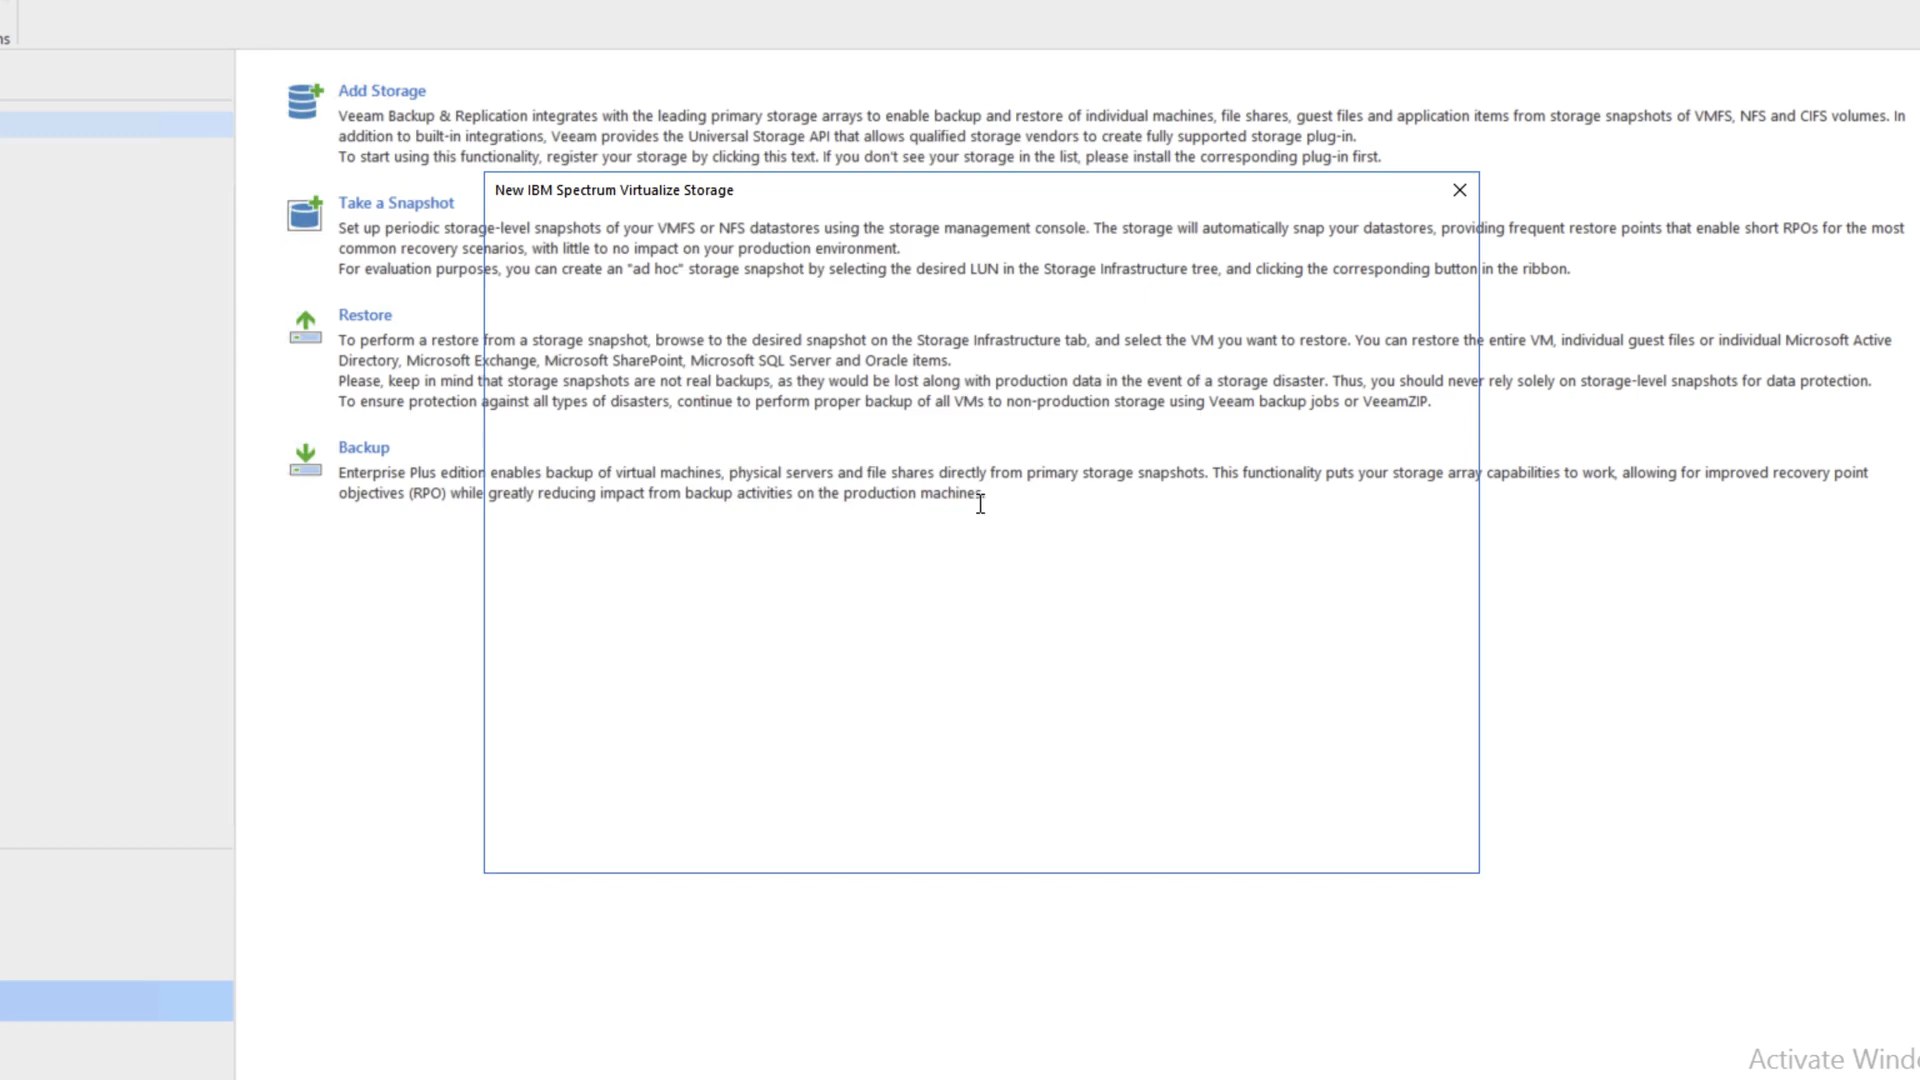 ns
Add Storage
Veeam Backup & Replication integrates with the leading primary storage arrays to enable backup and restore of individual machines, file shares, guest files and application items from storage snapshots of VMFS, NFS and CIFS volumes. In
addition to built-in integrations, Veeam provides the Universal Storage API that allows qualified storage vendors to create fully supported storage plug-in.
To start using this functionality, register your storage by clicking this text. If you don't see your storage in the list, please install the corresponding plug-in first.
New IBM Spectrum Virtualize Storage
Take a Snapshot
Set up periodic storage-level snapshots of your VMFS or NFS datastores using the storage management console. The storage will automatically snap your datastores, providing frequent restore points that enable short RPOs for the most
common recovery scenarios, with little to no impact on your production environment.
For evaluation purposes, you can create an "ad hoc" storage snapshot by selecting the desired LUN in the Storage Infrastructure tree, and clicking the corresponding button in the ribbon.
Restore
To perform a restore from a storage snapshot, browse to the desired snapshot on the Storage Infrastructure tab, and select the VM you want to restore. You can restore the entire VM, individual guest files or individual Microsoft Active
Directory, Microsoft Exchange, Microsoft SharePoint, Microsoft SQL Server and Oracle items.
Please, keep in mind that storage snapshots are not real backups, as they would be lost along with production data in the event of a storage disaster. Thus, you should never rely solely on storage-level snapshots for data protection.
To ensure protection against all types of disasters, continue to perform proper backup of all VMs to non-production storage using Veeam backup jobs or VeeamZIP.
Backup
Enterprise Plus edition enables backup of virtual machines, physical servers and file shares directly from primary storage snapshots. This functionality puts your storage array capabilities to work, allowing for improved recovery point
objectives (RPO) while greatly reducing impact from backup activities on the production machines.
Activate Windo